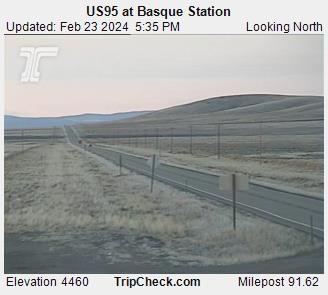 US95 at Basque Station
Updated: Feb 23 2024 5:35 PM Looking North
Elevation 4460 TripCheck.com Milepost 91.62